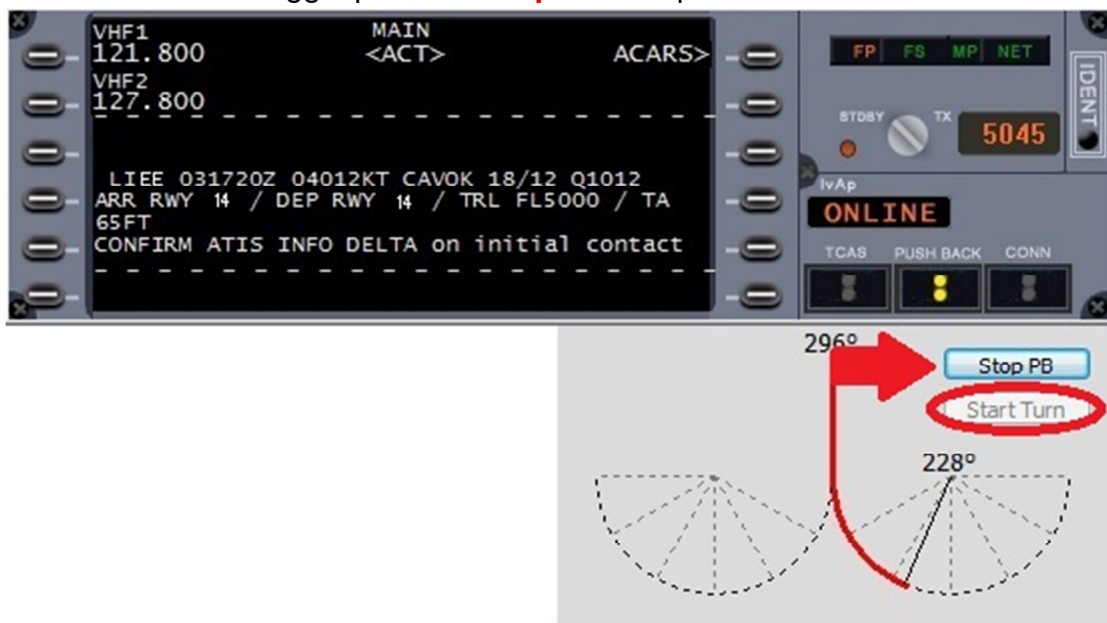 VHF1 MAIN
121.800 <ACT> ACARS>
VHF2
127.800
LIEE 031720Z 04012KT CAVOK 18/12 Q1012
ARR RWY 14 / DEP RWY 14 / TRL FL5000 / TA
65FT
CONFIRM ATIS INFO DELTA on initial contact
FP FS MP NET
IDENT
STDBY TX 5045
IvAp
ONLINE
TCAS PUSH BACK CONN
296°
Stop PB
Start Turn
228°